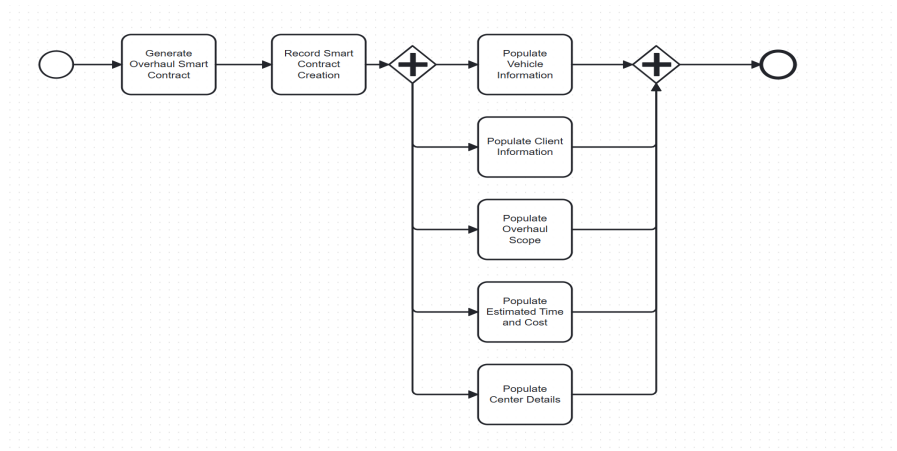 Generate
Overhaul Smart
Contract
Record Smart
Contract
Creation
Populate
Vehicle
Information
Populate Client
Information
Populate
Overhaul
Scope
Populate
Estimated Time
and Cost
Populate
Center Details